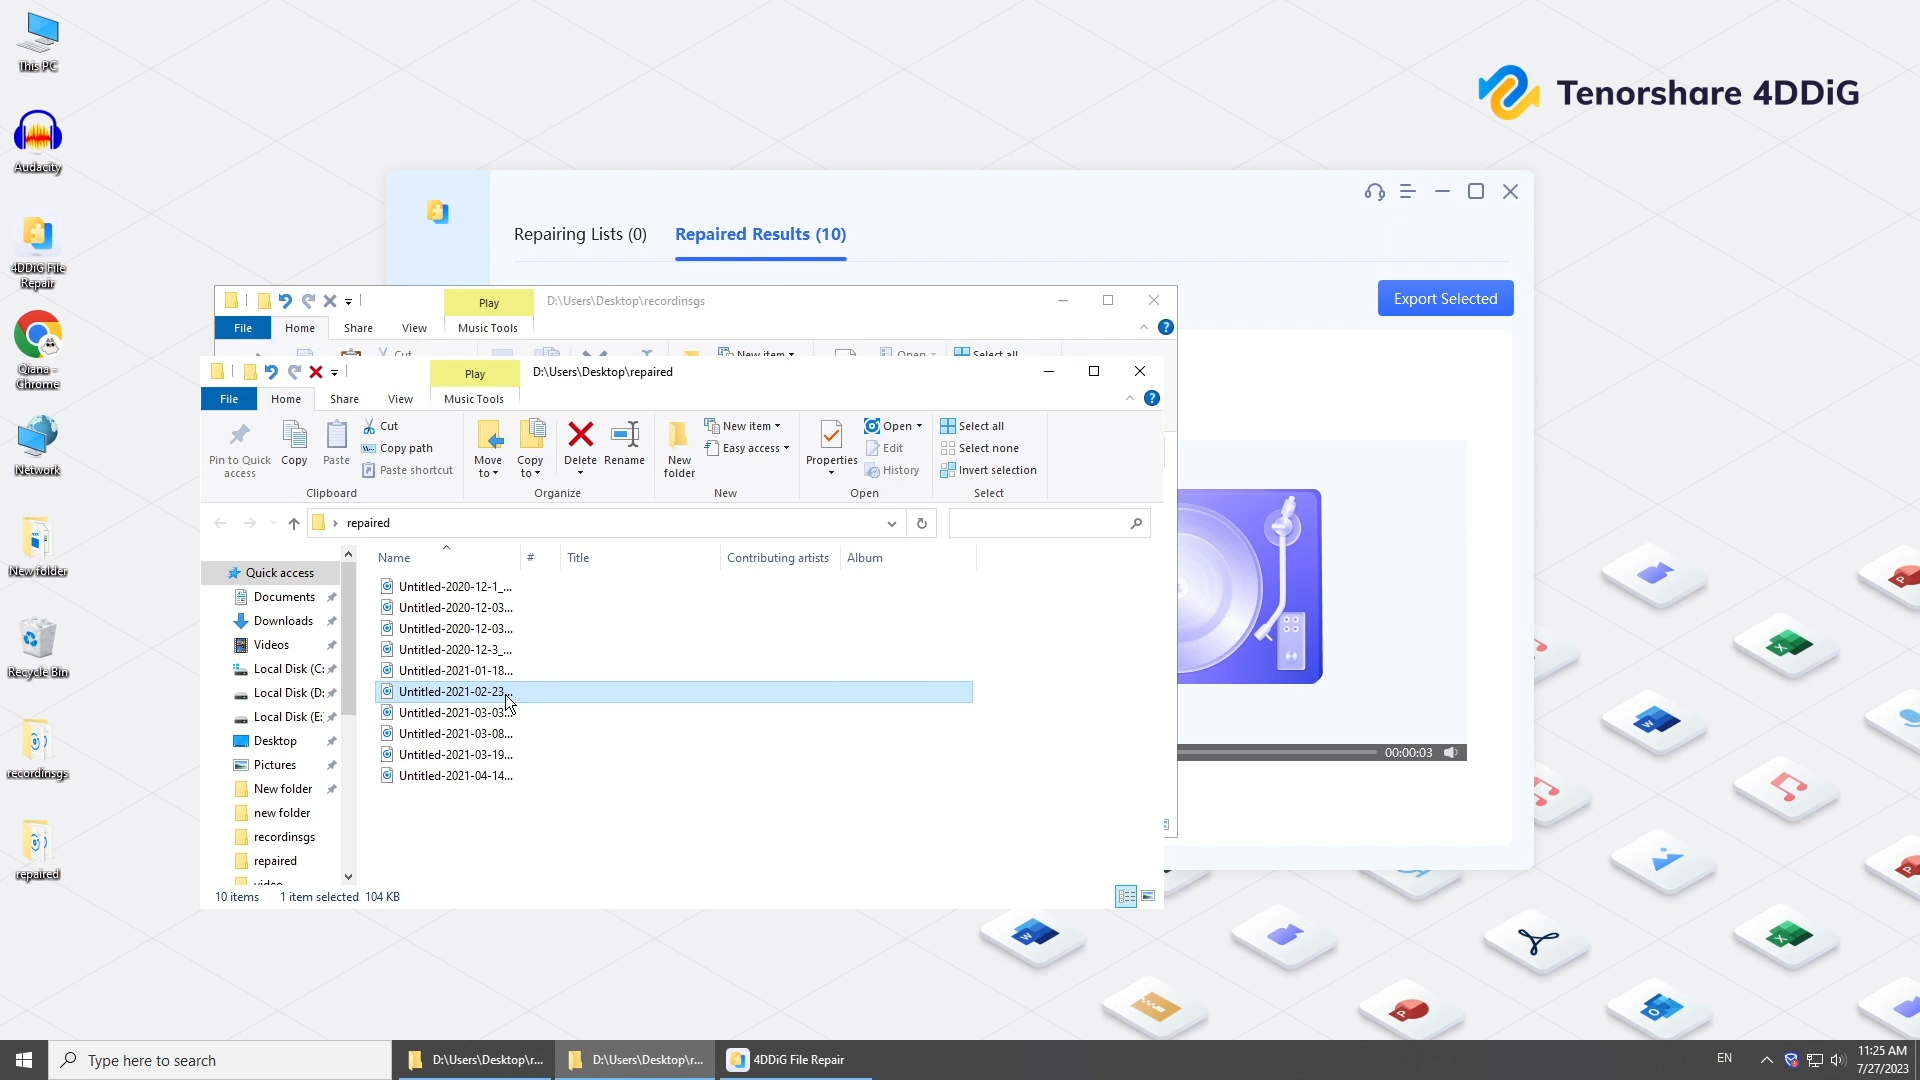 This PC
Audacity
4DDiG File
Repair
Qiana -
Chrome
Network
New folder
Recycle Bin
recordinsgs
repaired
Tenorshare 4DDiG
Repairing Lists (0)
Repaired Results (10)
Export Selected
00:00:03
Play
D:\Users\Desktop\recordinsgs
File
Home
Share
View
Music Tools
Cut
New item
Open
Select all
Play
D:\Users\Desktop\repaired
File
Home
Share
View
Music Tools
Pin to Quick
access
Copy
Paste
Cut
Copy path
Paste shortcut
Clipboard
Move
to
Copy
to
Delete
Rename
Organize
New
folder
New item
Easy access
New
Properties
Open
Edit
History
Open
Select all
Select none
Invert selection
Select
repaired
Name
#
Title
Contributing artists
Album
Quick access
Documents
Downloads
Videos
Local Disk (C:
Local Disk (D:
Local Disk (E:
Desktop
Pictures
New folder
new folder
recordinsgs
repaired
video
Untitled-2020-12-1_...
Untitled-2020-12-03...
Untitled-2020-12-03...
Untitled-2020-12-3_...
Untitled-2021-01-18...
Untitled-2021-02-23...
Untitled-2021-03-03...
Untitled-2021-03-08...
Untitled-2021-03-19...
Untitled-2021-04-14...
10 items
1 item selected 104 KB
Type here to search
D:\Users\Desktop\r...
D:\Users\Desktop\r...
4DDiG File Repair
EN
11:25 AM
7/27/2023